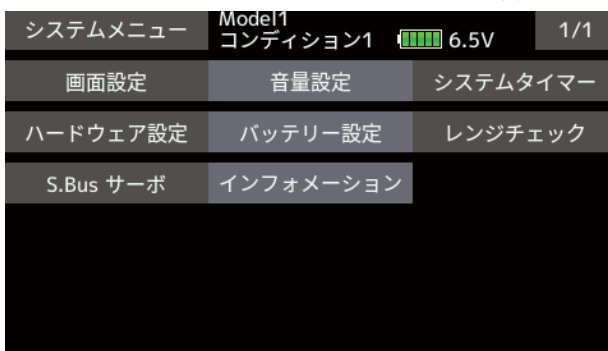 システムメニュー
Model1
コンディション1 6.5V
1/1
画面設定 音量設定 システムタイマー
ハードウェア設定 バッテリー設定 レンジチェック
S.Bus サーボ インフォメーション